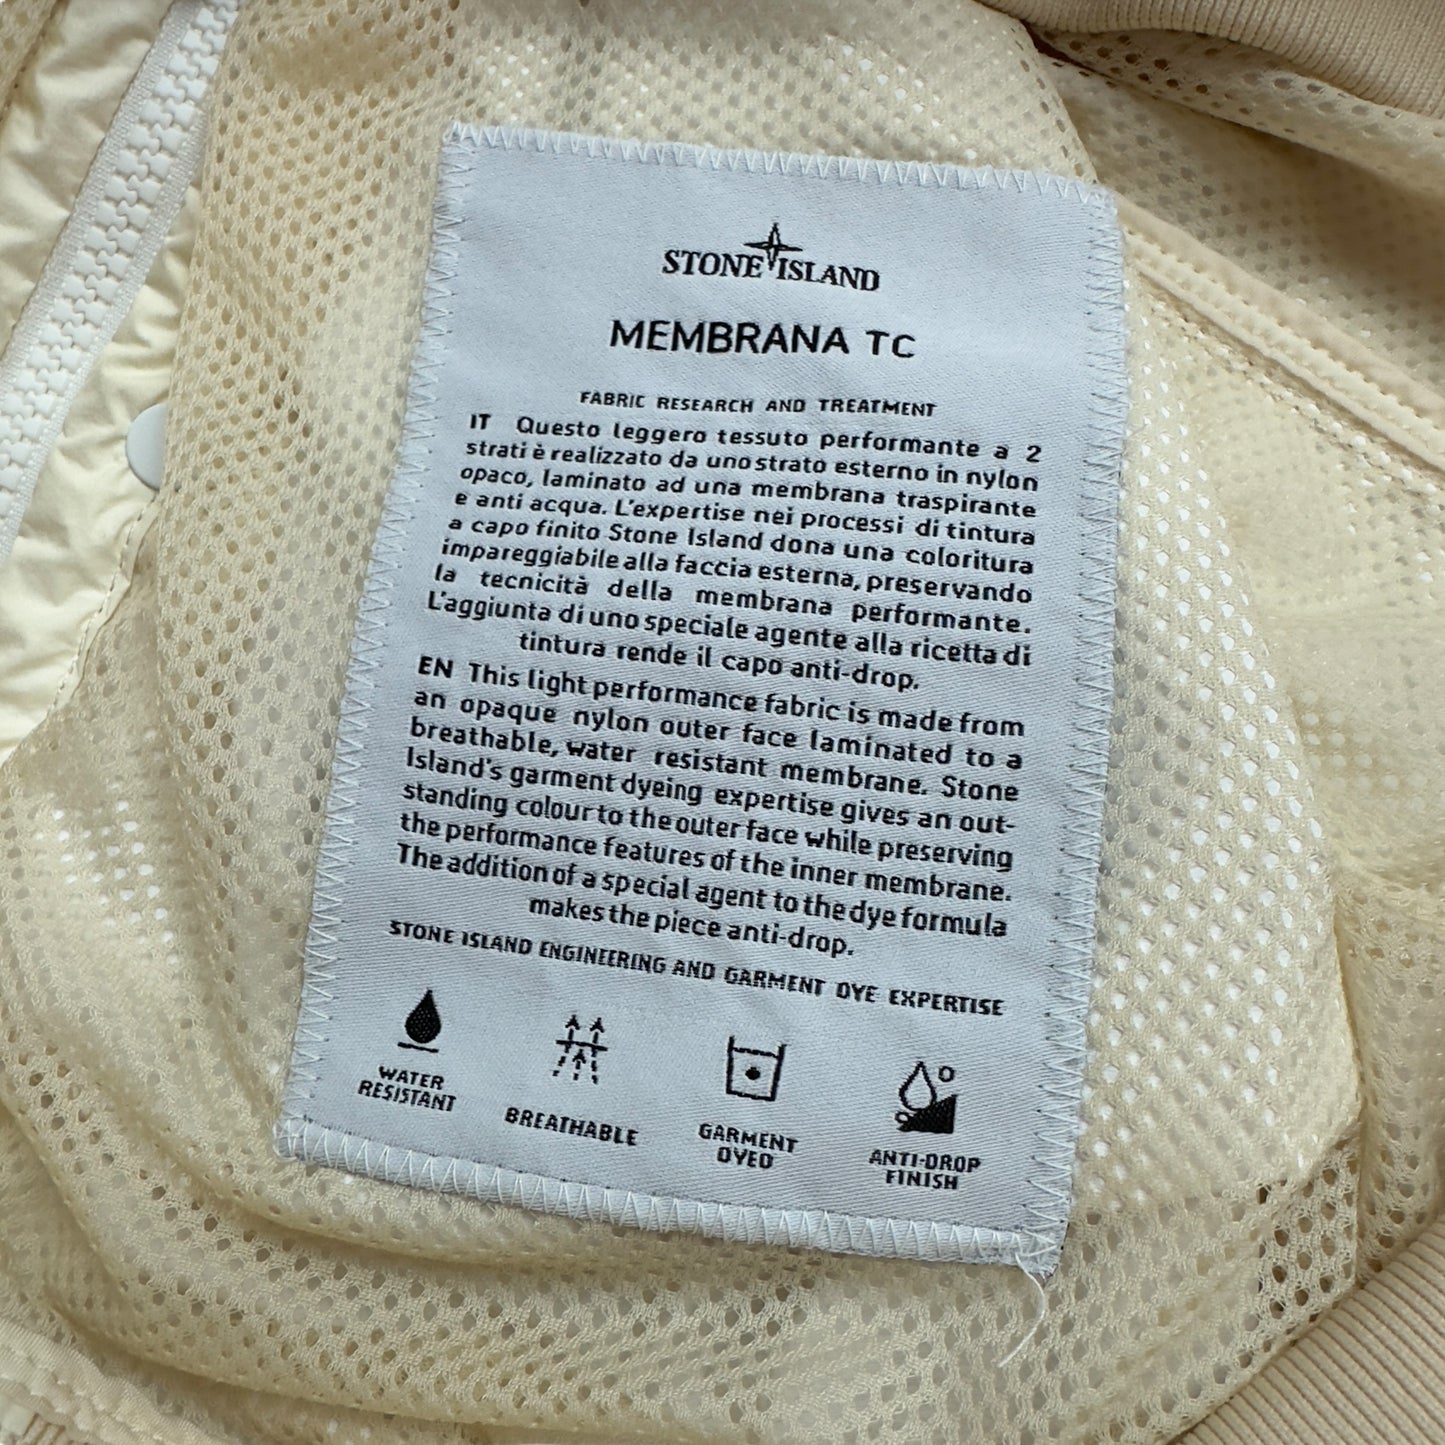 STONE ISLAND
MEMBRANA TC
FABRIC RESEARCH AND TREATMENT
IT Questo leggero tessuto performante a 2
strati è realizzato da uno strato esterno in nylon
opaco, laminato ad una membrana traspirante
e anti acqua. L'expertise nei processi di tintura
a capo finito Stone Island dona una coloritura
impareggiabile alla faccia esterna, preservando
la tecnicità della membrana performante.
L'aggiunta di uno speciale agente alla ricetta di
tintura rende il capo anti-drop.
EN This light performance fabric is made from
an opaque nylon outer face laminated to a
breathable, water resistant membrane. Stone
Island's garment dyeing expertise gives an out-
standing colour to the outer face while preserving
the performance features of the inner membrane.
The addition of a special agent to the dye formula
makes the piece anti-drop.
STONE ISLAND ENGINEERING AND GARMENT DYE EXPERTISE
WATER
RESISTANT
BREATHABLE
GARMENT
DYED
ANTI-DROP
FINISH